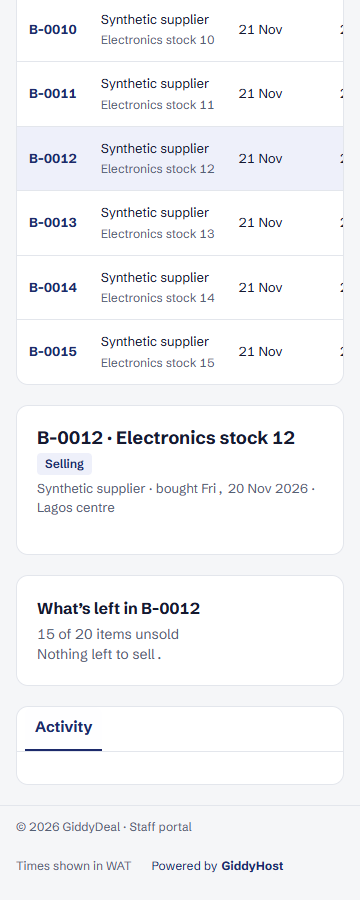 B-0010 Synthetic supplier 21 Nov
Electronics stock 10
B-0011 Synthetic supplier 21 Nov
Electronics stock 11
B-0012 Synthetic supplier 21 Nov
Electronics stock 12
B-0013 Synthetic supplier 21 Nov
Electronics stock 13
B-0014 Synthetic supplier 21 Nov
Electronics stock 14
B-0015 Synthetic supplier 21 Nov
Electronics stock 15
B-0012 · Electronics stock 12
Selling
Synthetic supplier · bought Fri, 20 Nov 2026 ·
Lagos centre
What’s left in B-0012
15 of 20 items unsold
Nothing left to sell.
Activity
© 2026 GiddyDeal · Staff portal
Times shown in WAT Powered by GiddyHost